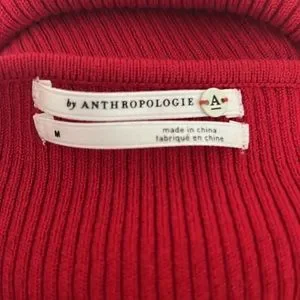 by ANTHROPOLOGIE A
M
made in china
fabriqué en chine